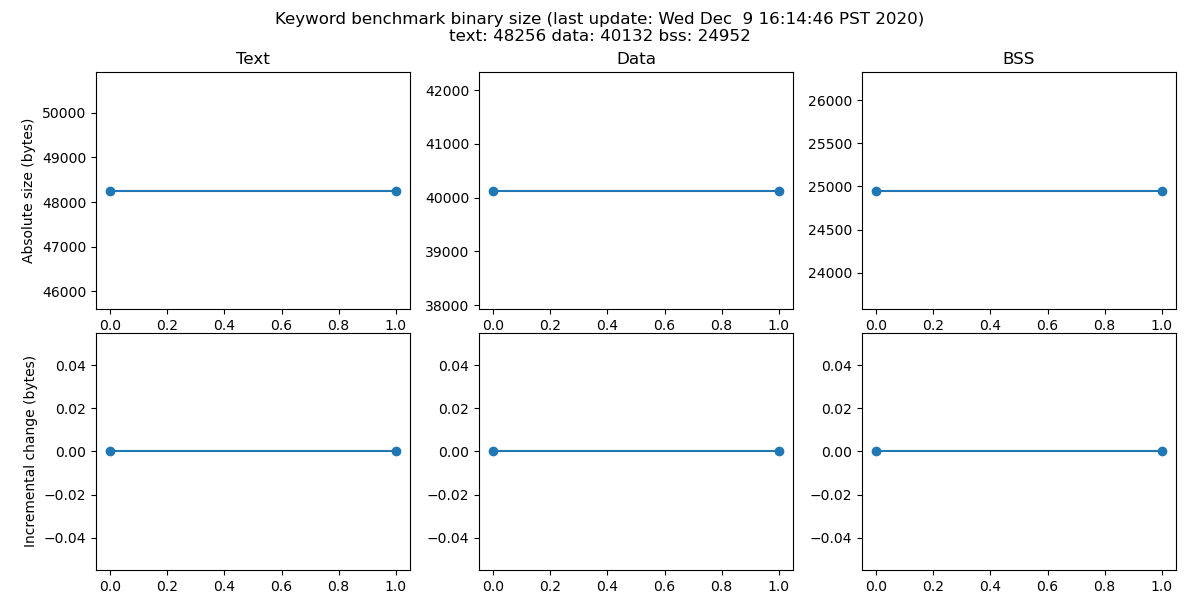 Keyword benchmark binary size (last update: Wed Dec  9 16:14:46 PST 2020)
text: 48256 data: 40132 bss: 24952
Text
Data
BSS
Absolute size (bytes)
50000
49000
48000
47000
46000
0.0 0.2 0.4 0.6 0.8 1.0
42000
41000
40000
39000
38000
0.0 0.2 0.4 0.6 0.8 1.0
26000
25500
25000
24500
24000
0.0 0.2 0.4 0.6 0.8 1.0
Incremental change (bytes)
0.04
0.02
0.00
−0.02
−0.04
0.0 0.2 0.4 0.6 0.8 1.0
0.04
0.02
0.00
−0.02
−0.04
0.0 0.2 0.4 0.6 0.8 1.0
0.04
0.02
0.00
−0.02
−0.04
0.0 0.2 0.4 0.6 0.8 1.0